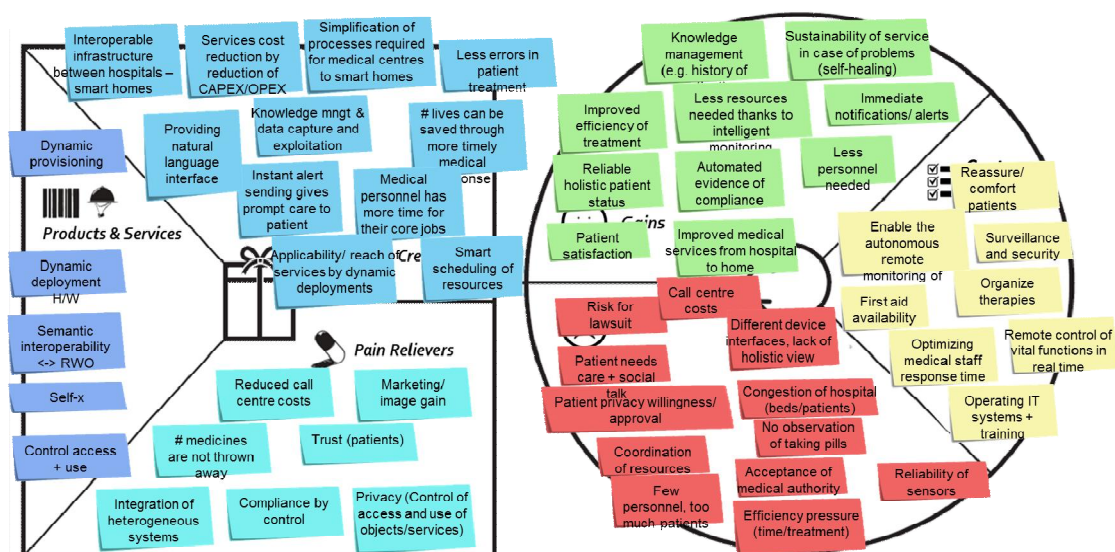 Interoperable
infrastructure
between hospitals –
smart homes
Services cost
reduction by
reduction of
CAPEX/OPEX
Simplification of
processes required
for medical centres
to smart homes
Less errors in
patient
treatment
Dynamic
provisioning
Providing
natural
language
interface
Knowledge mngt &
data capture and
exploitation
# lives can be
saved through
more timely
medical
Instant alert
sending gives
prompt care to
patient
Medical
personnel has
more time for
their core jobs
Products & Services
Applicability/ reach of
services by dynamic
deployments
Smart
scheduling of
resources
Dynamic
deployment
H/W
Semantic
interoperability
<-> RWO
Self-x
Control access
+ use
Pain Relievers
Reduced call
centre costs
Marketing/
image gain
# medicines
are not thrown
away
Trust (patients)
Integration of
heterogeneous
systems
Compliance by
control
Privacy (Control of
access and use of
objects/services)
Knowledge
management
(e.g. history of
Sustainability of service
in case of problems
(self-healing)
Improved
efficiency of
treatment
Less resources
needed thanks to
intelligent
monitoring
Immediate
notifications/ alerts
Reliable
holistic patient
status
Automated
evidence of
compliance
Less
personnel
needed
Gains
Patient
satisfaction
Improved medical
services from hospital
to home
Reassure/
comfort
patients
Enable the
autonomous
remote
monitoring of
Surveillance
and security
First aid
availability
Organize
therapies
Optimizing
medical staff
response time
Remote control of
vital functions in
real time
Operating IT
systems +
training
Risk for
lawsuit
Call centre
costs
Different device
interfaces, lack of
holistic view
Patient needs
care + social
talk
Patient privacy willingness/
approval
Congestion of hospital
(beds/patients)
No observation
of taking pills
Coordination
of resources
Acceptance of
medical authority
Reliability of
sensors
Few
personnel, too
much patients
Efficiency pressure
(time/treatment)